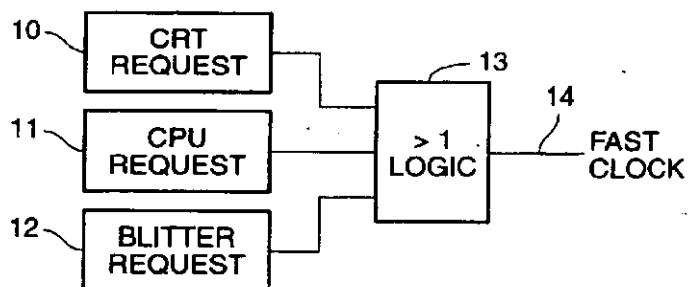 10
CRT
REQUEST
11
CPU
REQUEST
12
BLITTER
REQUEST
13
> 1
LOGIC
14
FAST
CLOCK